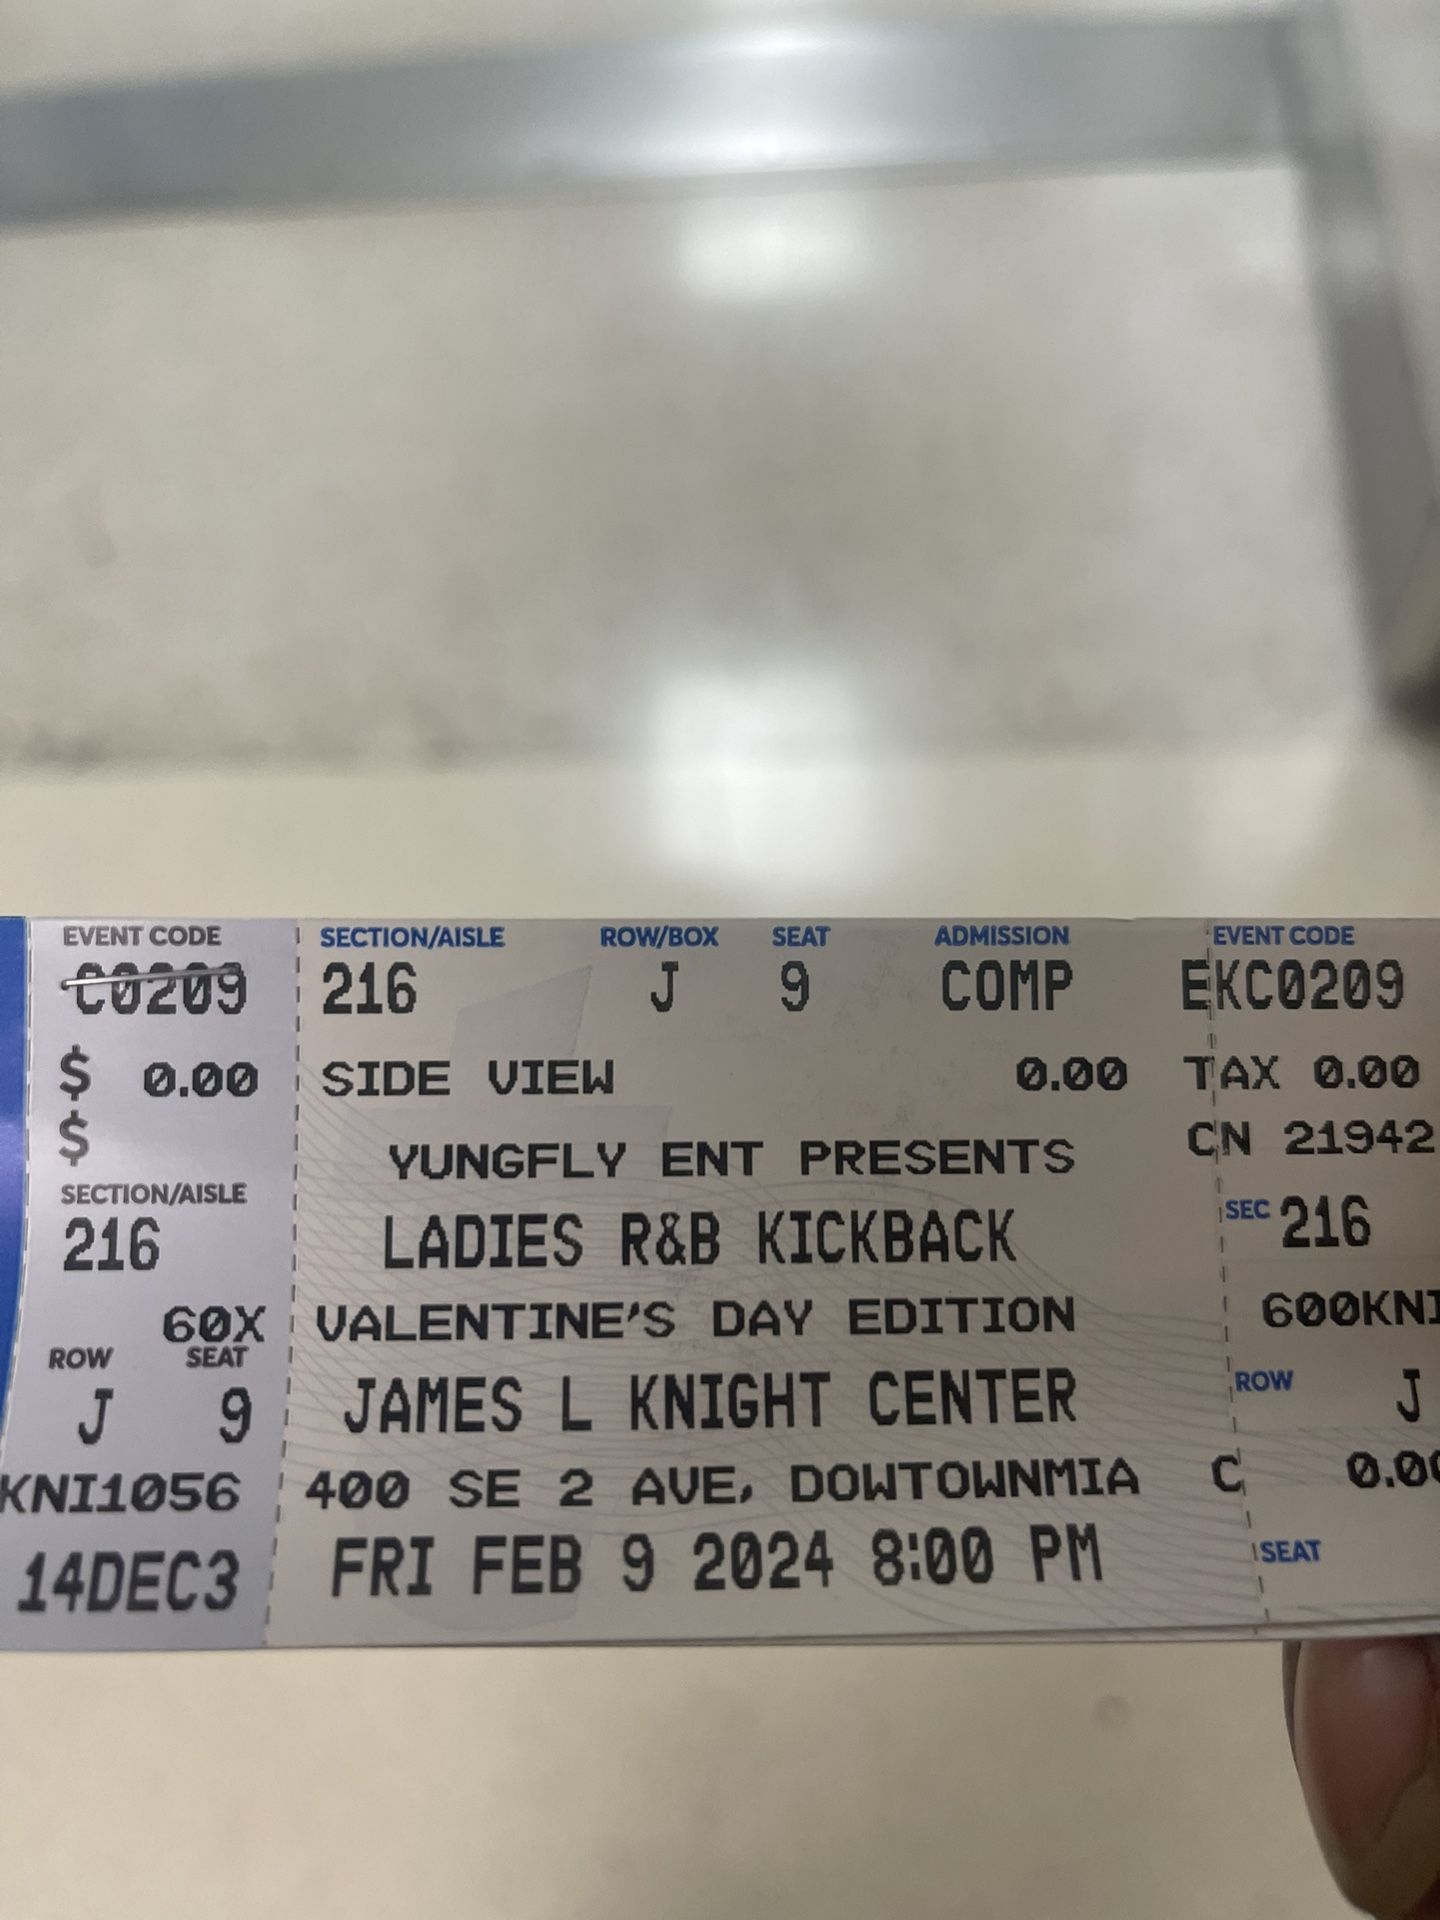 EVENT CODE
C0209
$ 0.00
$
SECTION/AISLE
216
60X
ROW SEAT
J 9
KNI1056
14DEC3
SECTION/AISLE ROW/BOX SEAT ADMISSION
216 J 9 COMP
SIDE VIEW 0.00
YUNGFLY ENT PRESENTS
LADIES R&B KICKBACK
VALENTINE'S DAY EDITION
JAMES L KNIGHT CENTER
400 SE 2 AVE, DOWTOWNMIA
FRI FEB 9 2024 8:00 PM
EVENT CODE
EKC0209
TAX 0.00
CN 21942
SEC 216
600KNI
ROW J
C 0.00
SEAT